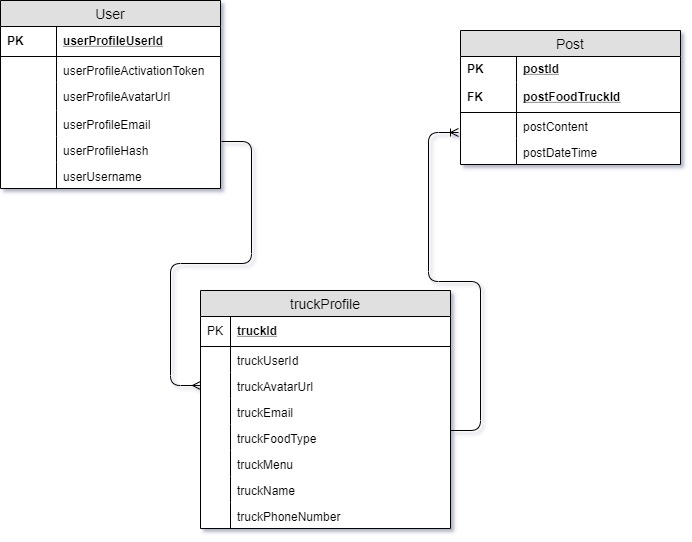 User
PK userProfileUserId
userProfileActivationToken
userProfileAvatarUrl
userProfileEmail
userProfileHash
userUsername
Post
PK postId
FK postFoodTruckId
postContent
postDateTime
truckProfile
PK truckId
truckUserId
truckAvatarUrl
truckEmail
truckFoodType
truckMenu
truckName
truckPhoneNumber